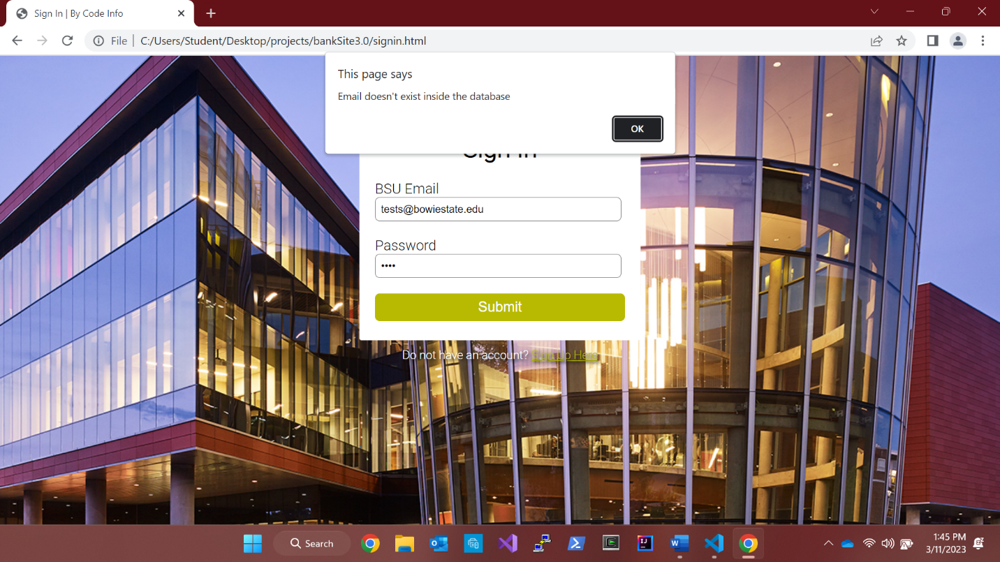 Sign In | By Code Info
File
C:/Users/Student/Desktop/projects/bankSite3.0/signin.html
This page says
Email doesn't exist inside the database
OK
Sign In
BSU Email
tests@bowiestate.edu
Password
Submit
Do not have an account? Sign Up Here
Search
1:45 PM
3/11/2023